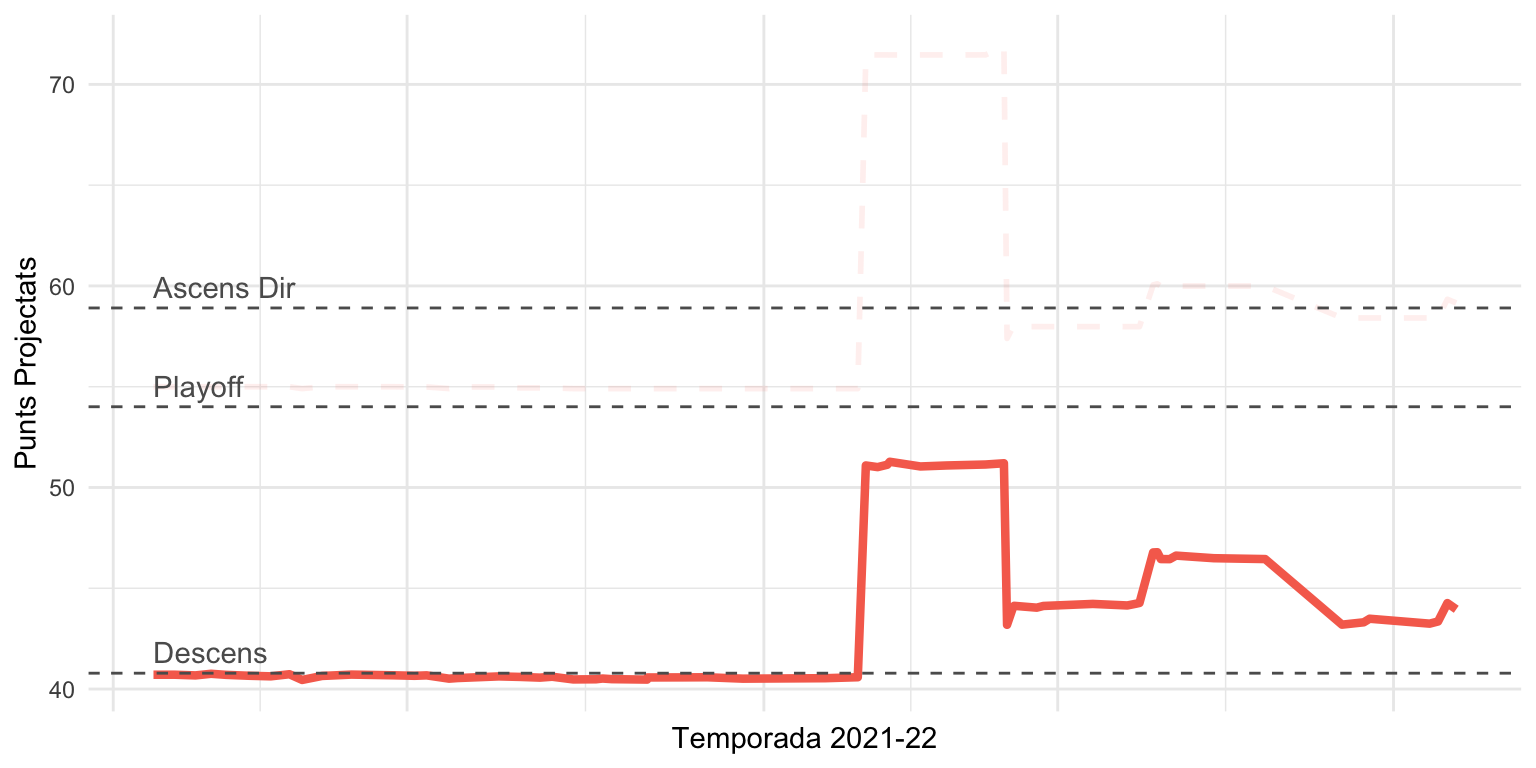 70
60
50
40
Punts Projectats
Ascens Dir
Playoff
Descens
Temporada 2021-22